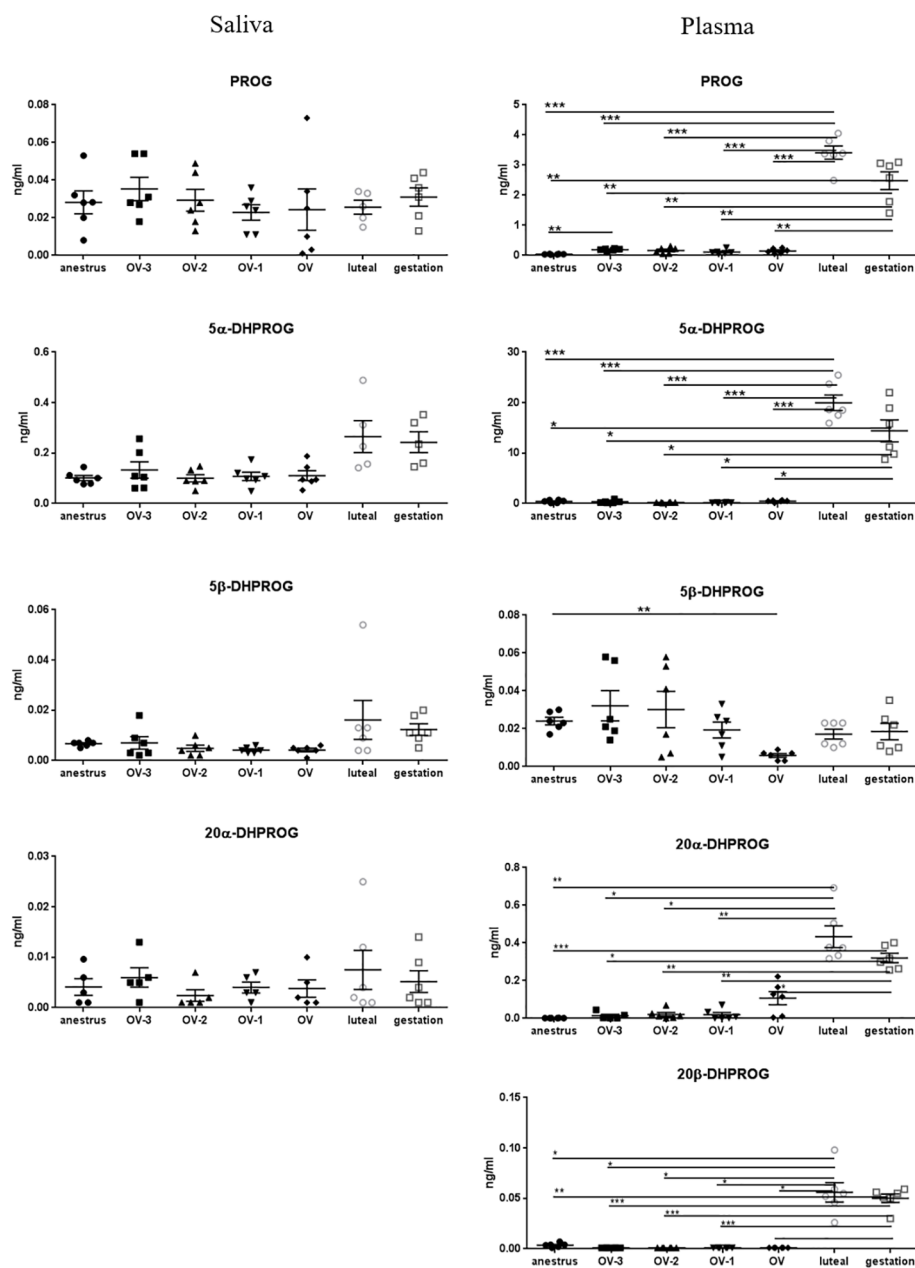 Saliva
Plasma
PROG
ng/ml
0.08
0.06
0.04
0.02
0.00
anestrus OV-3 OV-2 OV-1 OV luteal gestation
PROG
ng/ml
5
4
3
2
1
0
***
***
***
***
***
**
**
**
**
**
**
anestrus OV-3 OV-2 OV-1 OV luteal gestation
5α-DHPROG
ng/ml
0.6
0.4
0.2
0.0
anestrus OV-3 OV-2 OV-1 OV luteal gestation
5α-DHPROG
ng/ml
30
20
10
0
***
***
***
***
***
*
*
*
*
*
anestrus OV-3 OV-2 OV-1 OV luteal gestation
5β-DHPROG
ng/ml
0.06
0.04
0.02
0.00
anestrus OV-3 OV-2 OV-1 OV luteal gestation
5β-DHPROG
ng/ml
0.08
0.06
0.04
0.02
0.00
**
anestrus OV-3 OV-2 OV-1 OV luteal gestation
20α-DHPROG
ng/ml
0.03
0.02
0.01
0.00
anestrus OV-3 OV-2 OV-1 OV luteal gestation
20α-DHPROG
ng/ml
0.8
0.6
0.4
0.2
0.0
**
*
*
**
***
*
**
**
*
anestrus OV-3 OV-2 OV-1 OV luteal gestation
20β-DHPROG
ng/ml
0.15
0.10
0.05
0.00
*
*
*
*
*
**
***
***
***
anestrus OV-3 OV-2 OV-1 OV luteal gestation